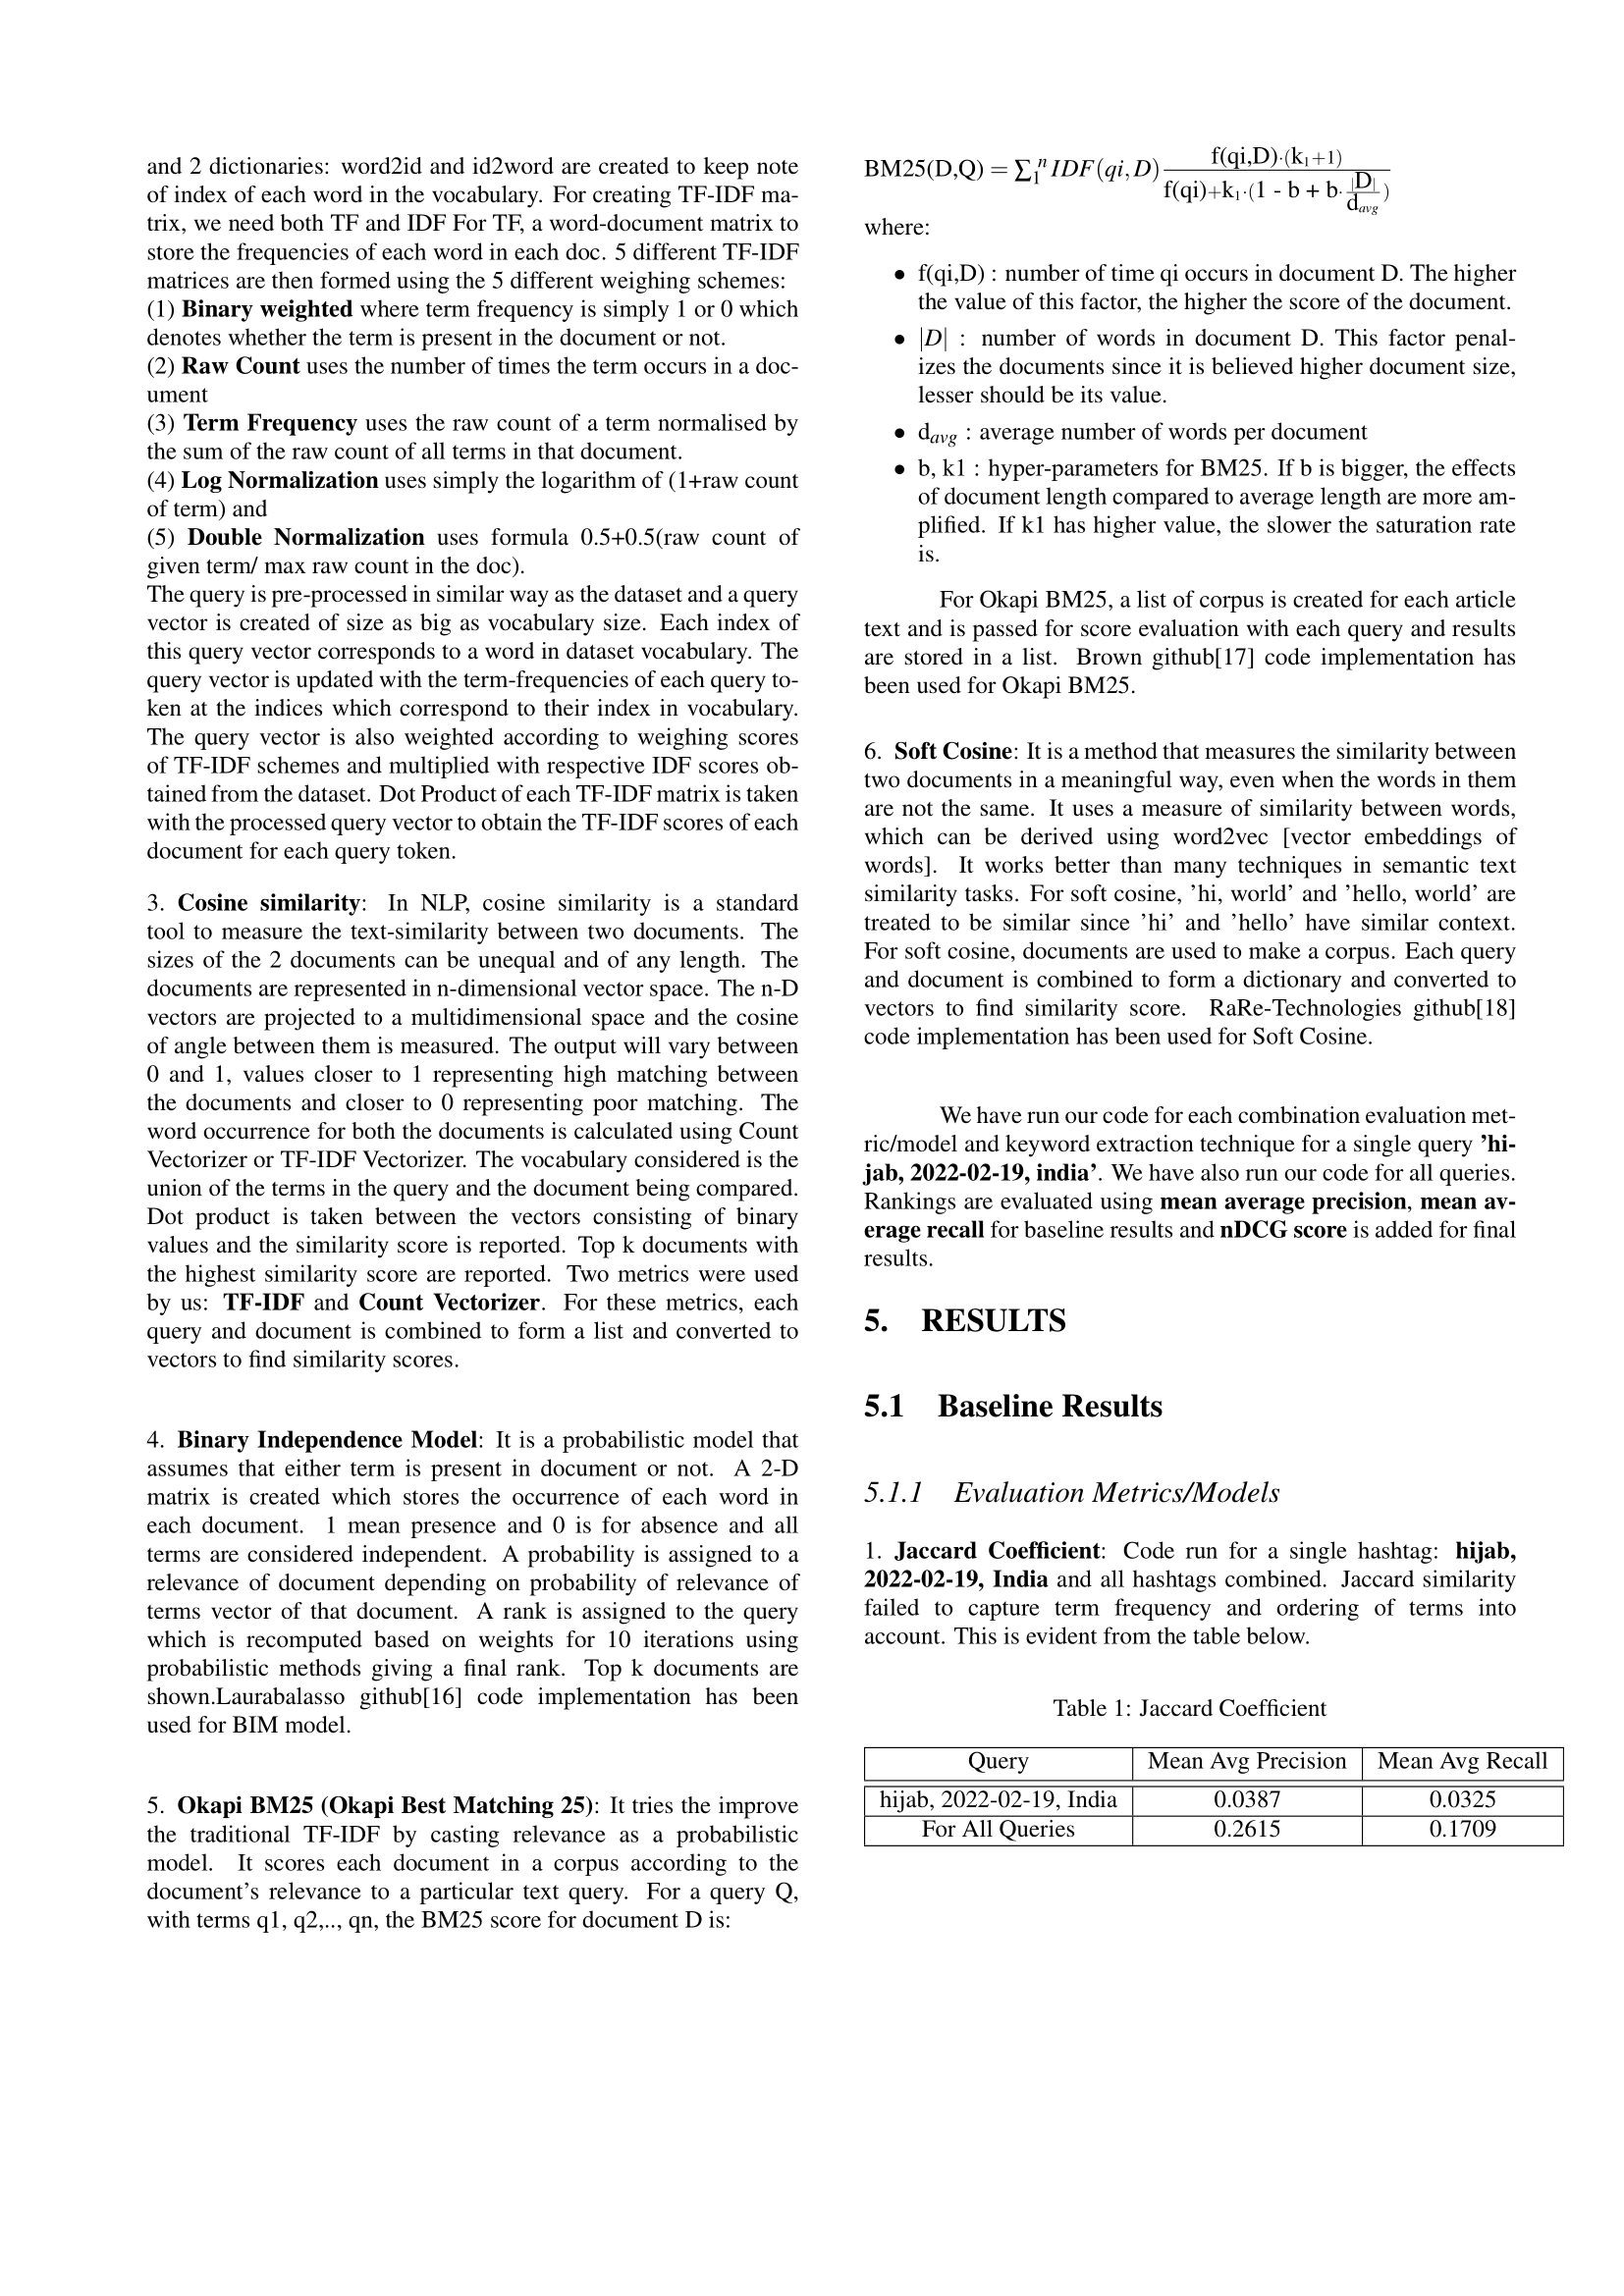 and 2 dictionaries: word2id and id2word are created to keep note
of index of each word in the vocabulary. For creating TF-IDF ma-
trix, we need both TF and IDF For TF, a word-document matrix to
store the frequencies of each word in each doc. 5 different TF-IDF
matrices are then formed using the 5 different weighing schemes:
(1) Binary weighted where term frequency is simply 1 or 0 which
denotes whether the term is present in the document or not.
(2) Raw Count uses the number of times the term occurs in a doc-
ument
(3) Term Frequency uses the raw count of a term normalised by
the sum of the raw count of all terms in that document.
(4) Log Normalization uses simply the logarithm of (1+raw count
of term) and
(5) Double Normalization uses formula 0.5+0.5(raw count of
given term/ max raw count in the doc).
The query is pre-processed in similar way as the dataset and a query
vector is created of size as big as vocabulary size. Each index of
this query vector corresponds to a word in dataset vocabulary. The
query vector is updated with the term-frequencies of each query to-
ken at the indices which correspond to their index in vocabulary.
The query vector is also weighted according to weighing scores
of TF-IDF schemes and multiplied with respective IDF scores ob-
tained from the dataset. Dot Product of each TF-IDF matrix is taken
with the processed query vector to obtain the TF-IDF scores of each
document for each query token.
3. Cosine similarity: In NLP, cosine similarity is a standard
tool to measure the text-similarity between two documents. The
sizes of the 2 documents can be unequal and of any length. The
documents are represented in n-dimensional vector space. The n-D
vectors are projected to a multidimensional space and the cosine
of angle between them is measured. The output will vary between
0 and 1, values closer to 1 representing high matching between
the documents and closer to 0 representing poor matching. The
word occurrence for both the documents is calculated using Count
Vectorizer or TF-IDF Vectorizer. The vocabulary considered is the
union of the terms in the query and the document being compared.
Dot product is taken between the vectors consisting of binary
values and the similarity score is reported. Top k documents with
the highest similarity score are reported. Two metrics were used
by us: TF-IDF and Count Vectorizer. For these metrics, each
query and document is combined to form a list and converted to
vectors to find similarity scores.
4. Binary Independence Model: It is a probabilistic model that
assumes that either term is present in document or not. A 2-D
matrix is created which stores the occurrence of each word in
each document. 1 mean presence and 0 is for absence and all
terms are considered independent. A probability is assigned to a
relevance of document depending on probability of relevance of
terms vector of that document. A rank is assigned to the query
which is recomputed based on weights for 10 iterations using
probabilistic methods giving a final rank. Top k documents are
shown.Laurabalasso github[16] code implementation has been
used for BIM model.
5. Okapi BM25 (Okapi Best Matching 25): It tries the improve
the traditional TF-IDF by casting relevance as a probabilistic
model. It scores each document in a corpus according to the
document's relevance to a particular text query. For a query Q,
with terms q1, q2,.., qn, the BM25 score for document D is:
BM25(D,Q) = ∑₁ⁿ IDF(qi, D) f(qi,D)·(k₁+1) / f(qi)+k₁·(1 - b + b·|D|/d_avg)
where:
• f(qi,D) : number of time qi occurs in document D. The higher
the value of this factor, the higher the score of the document.
• |D| : number of words in document D. This factor penal-
izes the documents since it is believed higher document size,
lesser should be its value.
• d_avg : average number of words per document
• b, k1 : hyper-parameters for BM25. If b is bigger, the effects
of document length compared to average length are more am-
plified. If k1 has higher value, the slower the saturation rate
is.
For Okapi BM25, a list of corpus is created for each article
text and is passed for score evaluation with each query and results
are stored in a list. Brown github[17] code implementation has
been used for Okapi BM25.
6. Soft Cosine: It is a method that measures the similarity between
two documents in a meaningful way, even when the words in them
are not the same. It uses a measure of similarity between words,
which can be derived using word2vec [vector embeddings of
words]. It works better than many techniques in semantic text
similarity tasks. For soft cosine, 'hi, world' and 'hello, world' are
treated to be similar since 'hi' and 'hello' have similar context.
For soft cosine, documents are used to make a corpus. Each query
and document is combined to form a dictionary and converted to
vectors to find similarity score. RaRe-Technologies github[18]
code implementation has been used for Soft Cosine.
We have run our code for each combination evaluation met-
ric/model and keyword extraction technique for a single query 'hi-
jab, 2022-02-19, india'. We have also run our code for all queries.
Rankings are evaluated using mean average precision, mean av-
erage recall for baseline results and nDCG score is added for final
results.
5. RESULTS
5.1 Baseline Results
5.1.1 Evaluation Metrics/Models
1. Jaccard Coefficient: Code run for a single hashtag: hijab,
2022-02-19, India and all hashtags combined. Jaccard similarity
failed to capture term frequency and ordering of terms into
account. This is evident from the table below.
Table 1: Jaccard Coefficient
Query Mean Avg Precision Mean Avg Recall
hijab, 2022-02-19, India 0.0387 0.0325
For All Queries 0.2615 0.1709